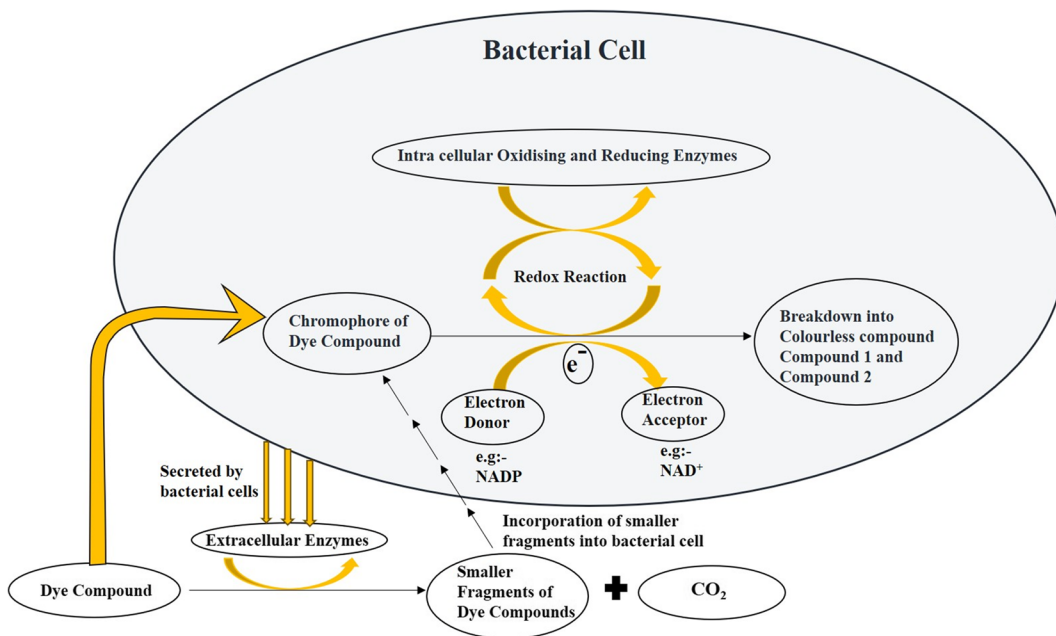 Bacterial Cell
Intra cellular Oxidising and Reducing Enzymes
Redox Reaction
Chromophore of
Dye Compound
Breakdown into
Colourless compound
Compound 1 and
Compound 2
e-
Electron
Donor
Electron
Acceptor
e.g:-
NADP
e.g:-
NAD+
Secreted by
bacterial cells
Extracellular Enzymes
Incorporation of smaller
fragments into bacterial cell
Dye Compound
Smaller
Fragments of
Dye Compounds
CO2